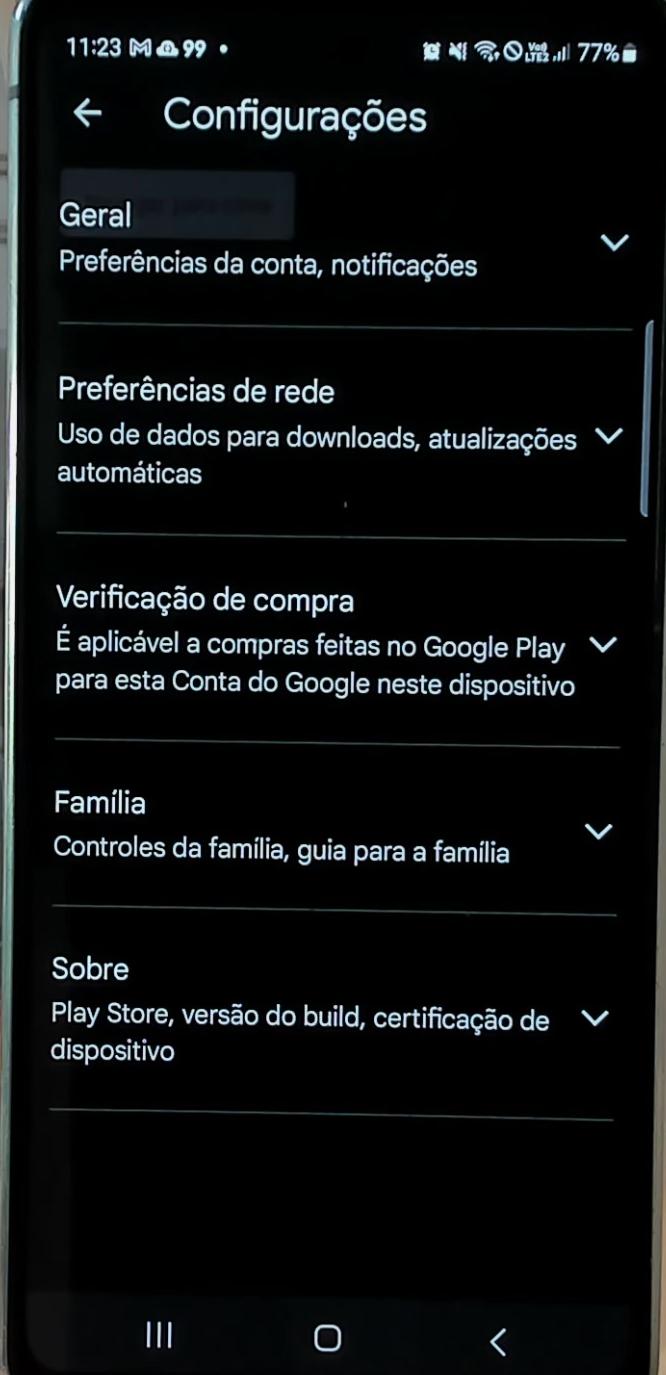 11:23 99
VoD LTE2 77%
Configurações
Geral
Preferências da conta, notificações
Preferências de rede
Uso de dados para downloads, atualizações
automáticas
Verificação de compra
É aplicável a compras feitas no Google Play
para esta Conta do Google neste dispositivo
Família
Controles da família, guia para a família
Sobre
Play Store, versão do build, certificação de
dispositivo